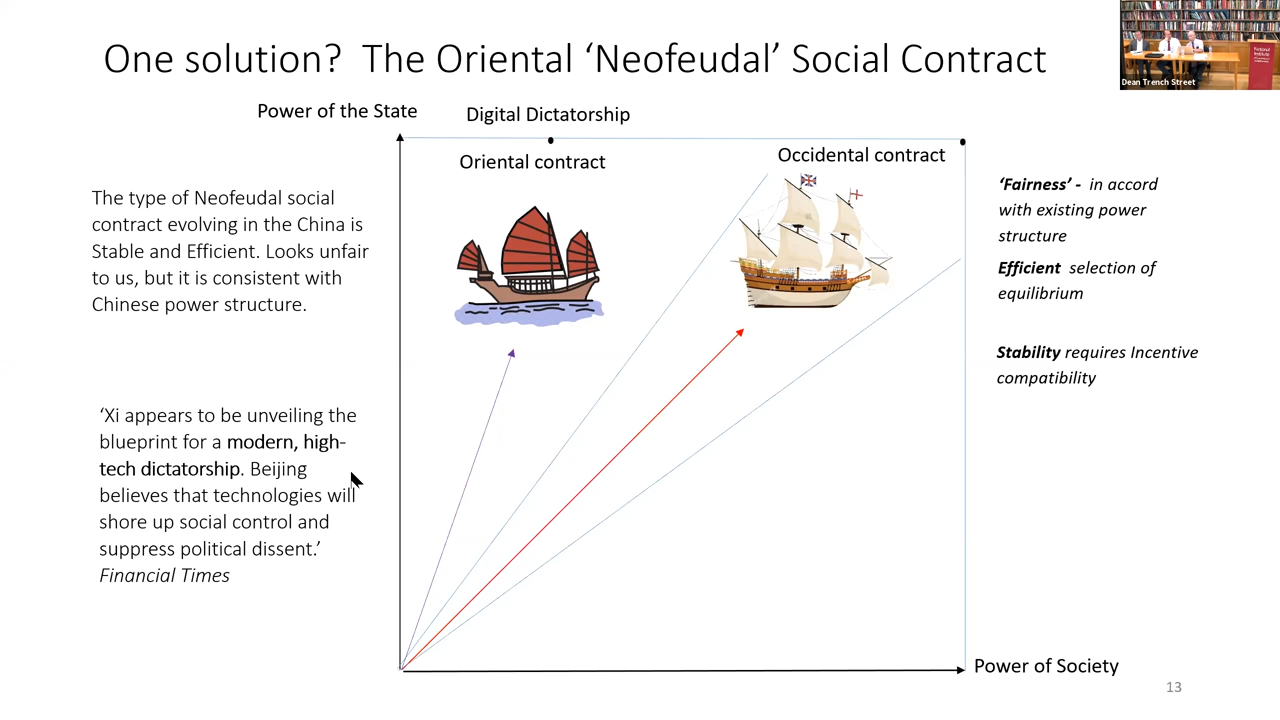 One solution? The Oriental ‘Neofeudal’ Social Contract
Dean Trench Street
National
Institute
Power of the State
Digital Dictatorship
Oriental contract
Occidental contract
The type of Neofeudal social
contract evolving in the China is
Stable and Efficient. Looks unfair
to us, but it is consistent with
Chinese power structure.
‘Xi appears to be unveiling the
blueprint for a modern, high-
tech dictatorship. Beijing
believes that technologies will
shore up social control and
suppress political dissent.’
Financial Times
‘Fairness’ - in accord
with existing power
structure
Efficient selection of
equilibrium
Stability requires Incentive
compatibility
Power of Society
13